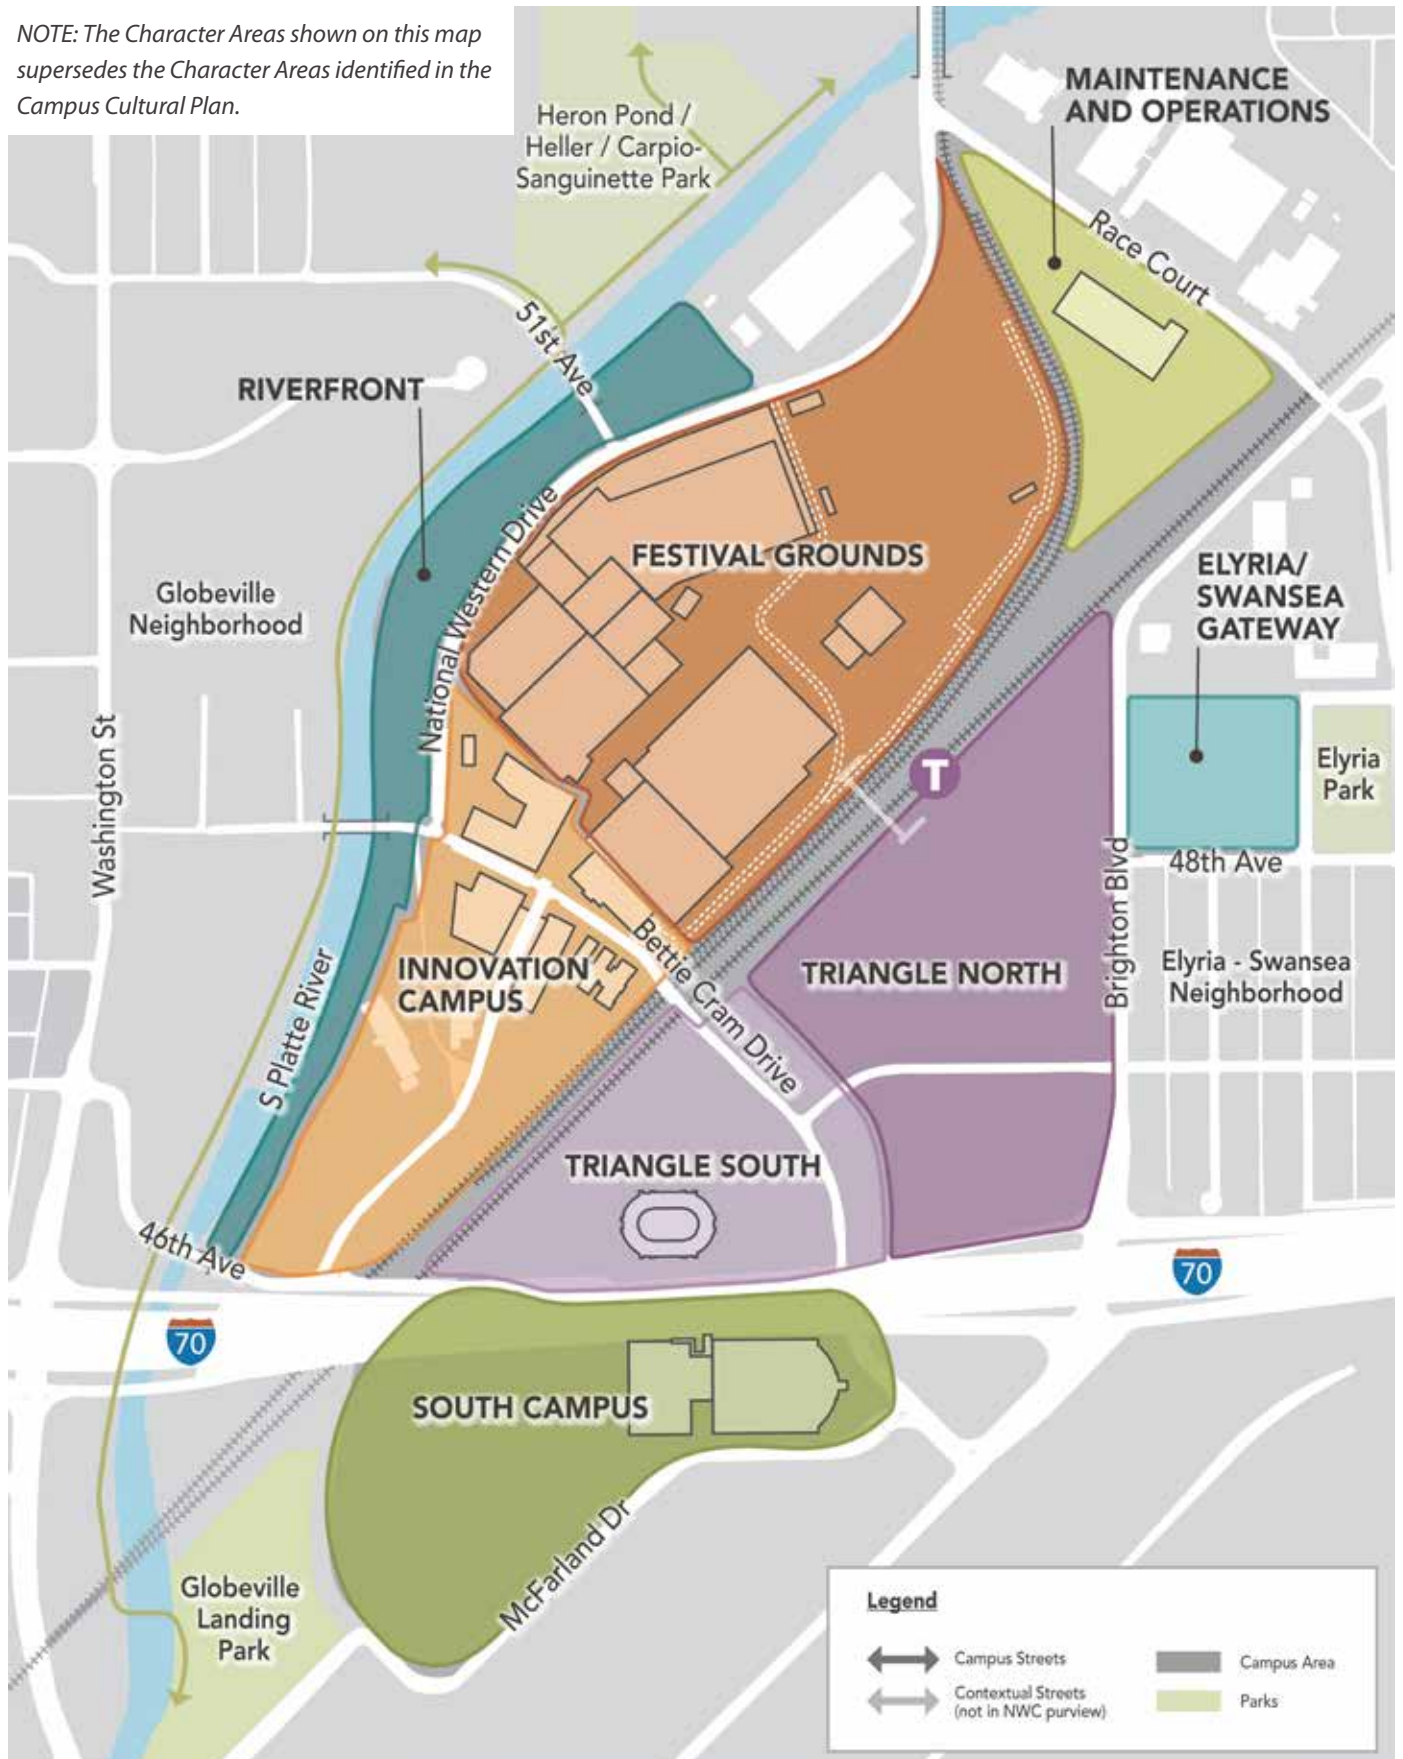 NOTE: The Character Areas shown on this map
supersedes the Character Areas identified in the
Campus Cultural Plan.
Heron Pond /
Heller / Carpio-
Sanguinette Park
MAINTENANCE
AND OPERATIONS
Race Court
51st Ave
RIVERFRONT
National Western Drive
FESTIVAL GROUNDS
ELYRIA/
SWANSEA
GATEWAY
Globeville
Neighborhood
Washington St
T
Elyria
Park
48th Ave
Brighton Blvd
Bettie Cram Drive
INNOVATION
CAMPUS
TRIANGLE NORTH
Elyria - Swansea
Neighborhood
S Platte River
TRIANGLE SOUTH
46th Ave
70
70
SOUTH CAMPUS
McFarland Dr
Globeville
Landing
Park
Legend
Campus Streets
Contextual Streets
(not in NWC purview)
Campus Area
Parks